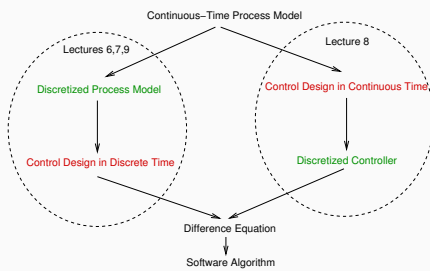 Continuous−Time Process Model
Lectures 6,7,9
Lecture 8
Discretized Process Model
Control Design in Continuous Time
Control Design in Discrete Time
Discretized Controller
Difference Equation
Software Algorithm